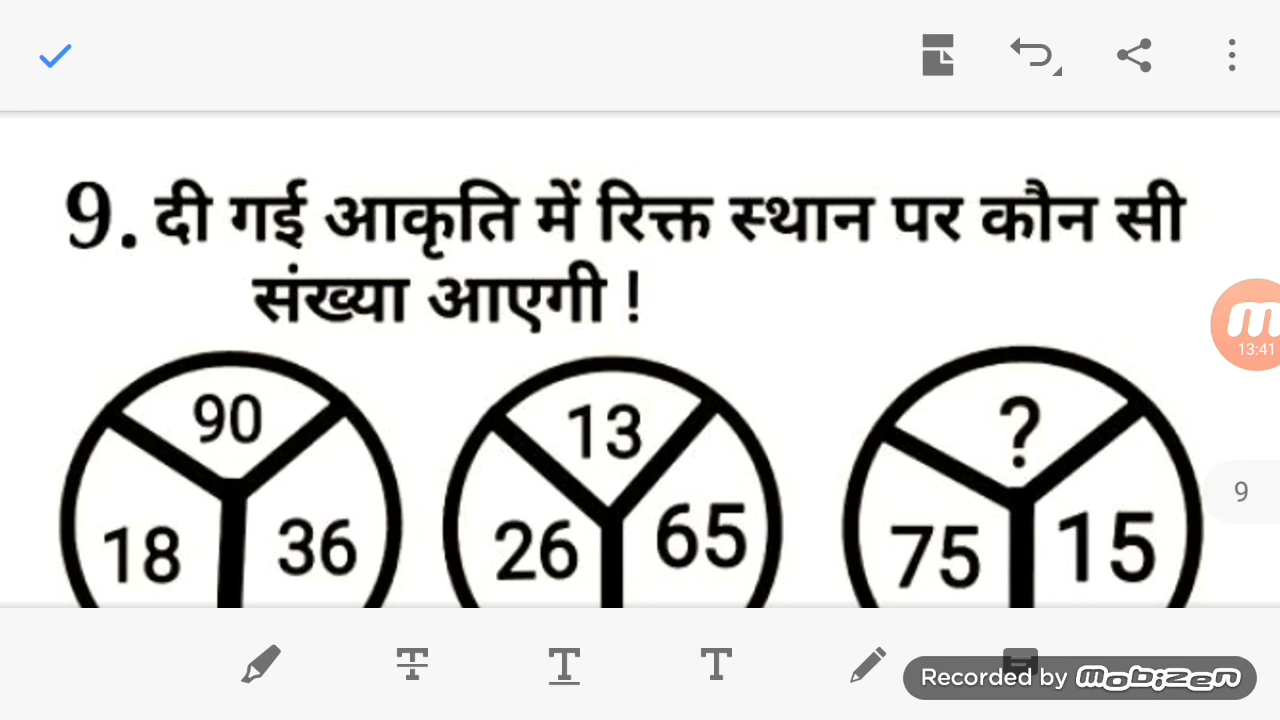 9. दी गई आकृति में रिक्त स्थान पर कौन सी
संख्या आएगी !
13:41
90
18 36
13
26 65
?
75 15
9
T T T
Recorded by mobizen